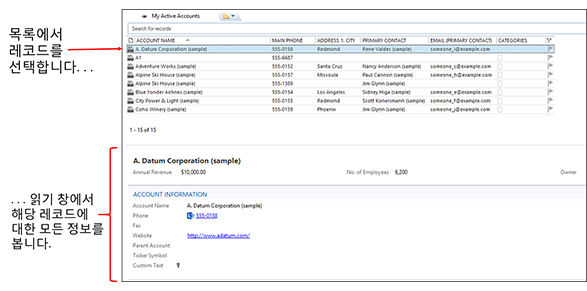 목록에서
레코드를
선택합니다. . .
. . . 읽기 창에서
해당 레코드에
대한 모든 정보를
봅니다.
My Active Accounts
Search for records
ACCOUNT NAME MAIN PHONE ADDRESS 1: CITY PRIMARY CONTACT EMAIL (PRIMARY CONTACT) CATEGORIES
A. Datum Corporation (sample) 555-0158 Redmond Rene Valdes (sample) someone_i@example.com
A1 555-6687
Adventure Works (sample) 555-0152 Santa Cruz Nancy Anderson (sample) someone_c@example.com
Alpine Ski House (sample) 555-0157 Missoula Paul Cannon (sample) someone_h@example.com
Alpine Ski House (sample) 555-1389 Jim Glynn (sample) someone_j@example.com
Blue Yonder Airlines (sample) 555-0154 Los Angeles Sidney Higa (sample) someone_e@example.com
City Power & Light (sample) 555-0155 Redmond Scott Konersmann (sample) someone_f@example.com
Coho Winery (sample) 555-0159 Phoenix Jim Glynn (sample) someone_j@example.com
1 - 15 of 15
A. Datum Corporation (sample)
Annual Revenue $10,000.00 No. of Employees 6,200 Owner
ACCOUNT INFORMATION
Account Name A. Datum Corporation (sample)
Phone 555-0158
Fax
Website http://www.adatum.com/
Parent Account
Ticker Symbol
Custom Text